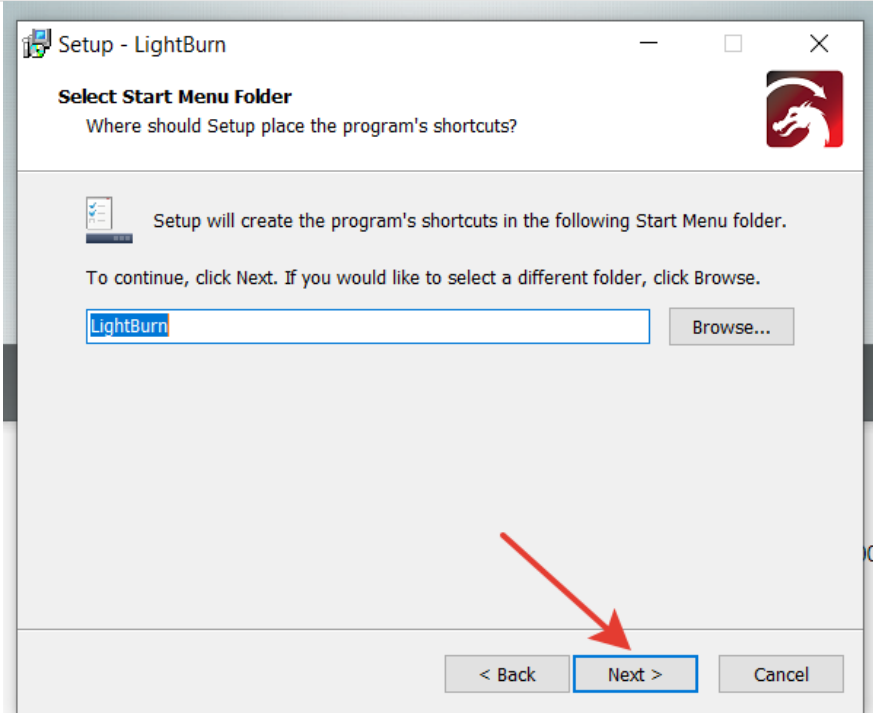 Setup - LightBurn
Select Start Menu Folder
Where should Setup place the program's shortcuts?
Setup will create the program's shortcuts in the following Start Menu folder.
To continue, click Next. If you would like to select a different folder, click Browse.
LightBurn
Browse...
< Back
Next >
Cancel